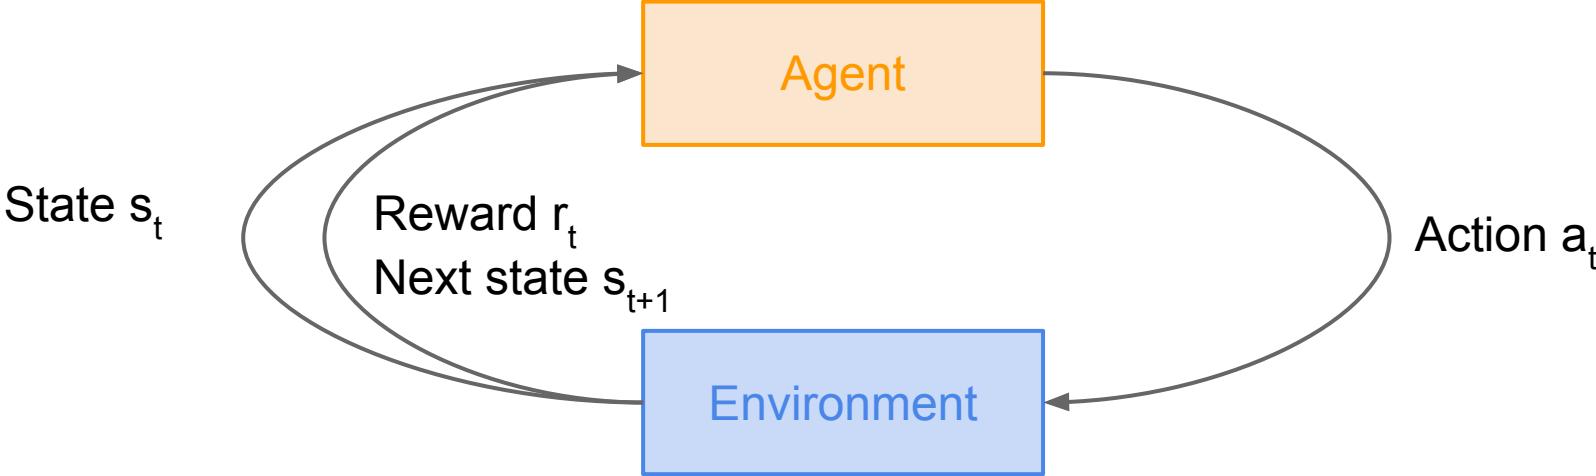 Agent
State sₜ
Reward rₜ
Next state sₜ₊₁
Action aₜ
Environment